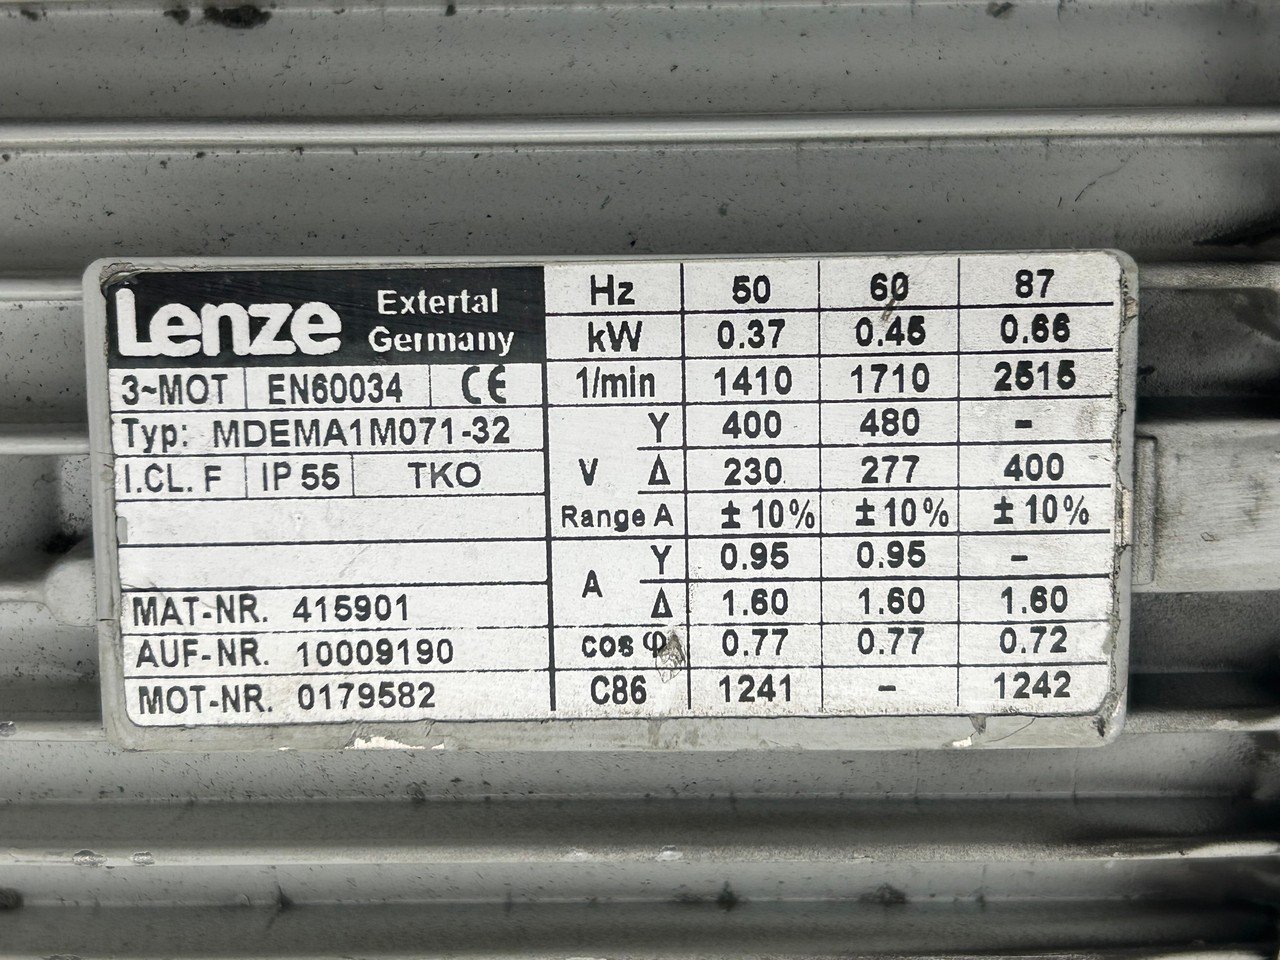 Lenze Extertal
Germany
3~MOT EN60034 CE
Typ: MDEMA1M071-32
I.CL. F IP 55 TKO
MAT-NR. 415901
AUF-NR. 10009190
MOT-NR. 0179582
Hz 50 60 87
kW 0.37 0.45 0.66
1/min 1410 1710 2515
V Y 400 480 -
Δ 230 277 400
Range A ±10% ±10% ±10%
A Y 0.95 0.95 -
Δ 1.60 1.60 1.60
cos φ 0.77 0.77 0.72
C86 1241 - 1242